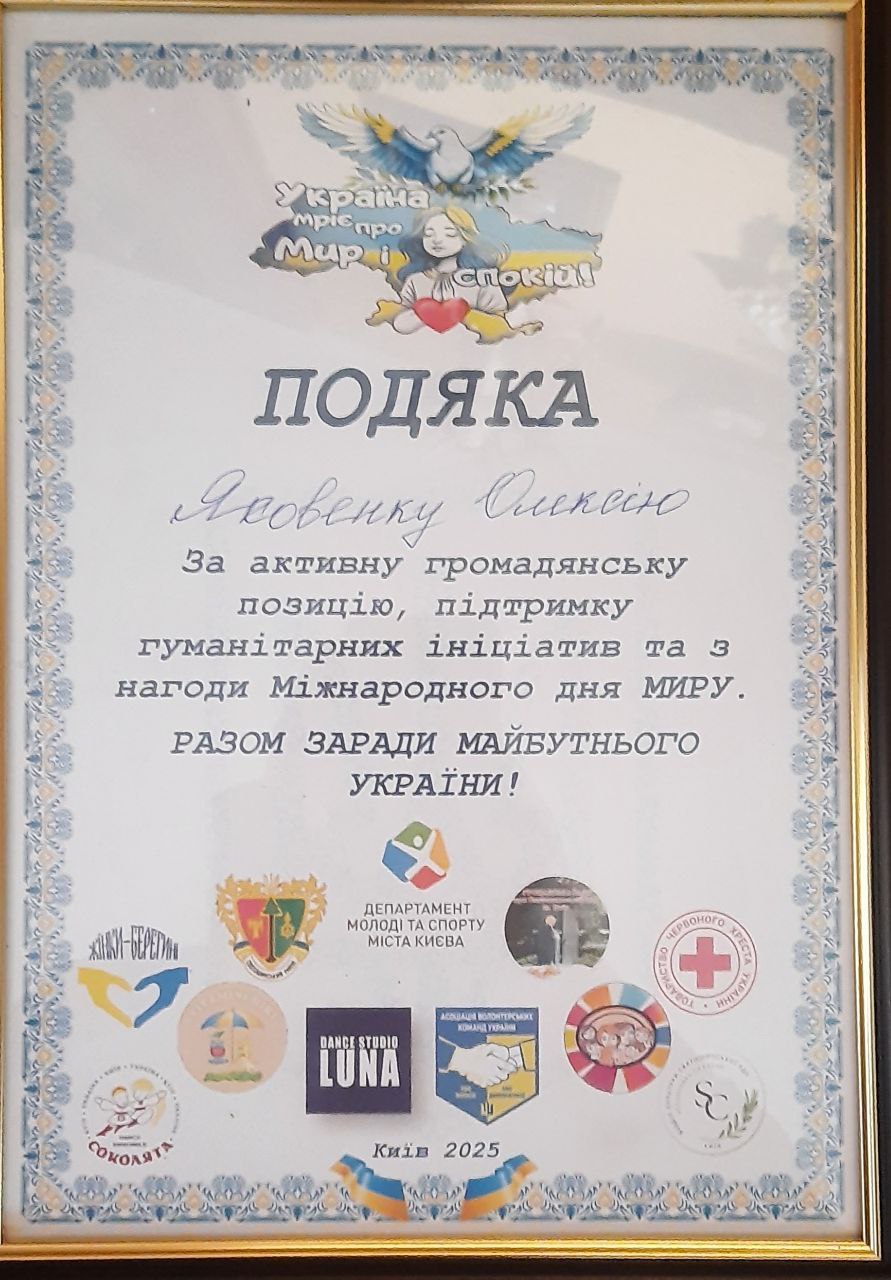 Україна
мріє про
Мир і
спокій!
ПОДЯКА
Яковенку Олексію
За активну громадянську
позицію, підтримку
гуманітарних ініціатив та з
нагоди Міжнародного дня МИРУ.
РАЗОМ ЗАРАДИ МАЙБУТНЬОГО
УКРАЇНИ!
ДЕПАРТАМЕНТ
МОЛОДІ ТА СПОРТУ
МІСТА КИЄВА
ЖІНКИ-БЕРЕГИНІ
ТОВАРИСТВО ЧЕРВОНОГО ХРЕСТА УКРАЇНИ
DANCE STUDIO
LUNA
АСОЦІАЦІЯ ВОЛОНТЕРСЬКИХ
КОМАНД УКРАЇНИ
SC
СОКОЛЯТА
Київ 2025